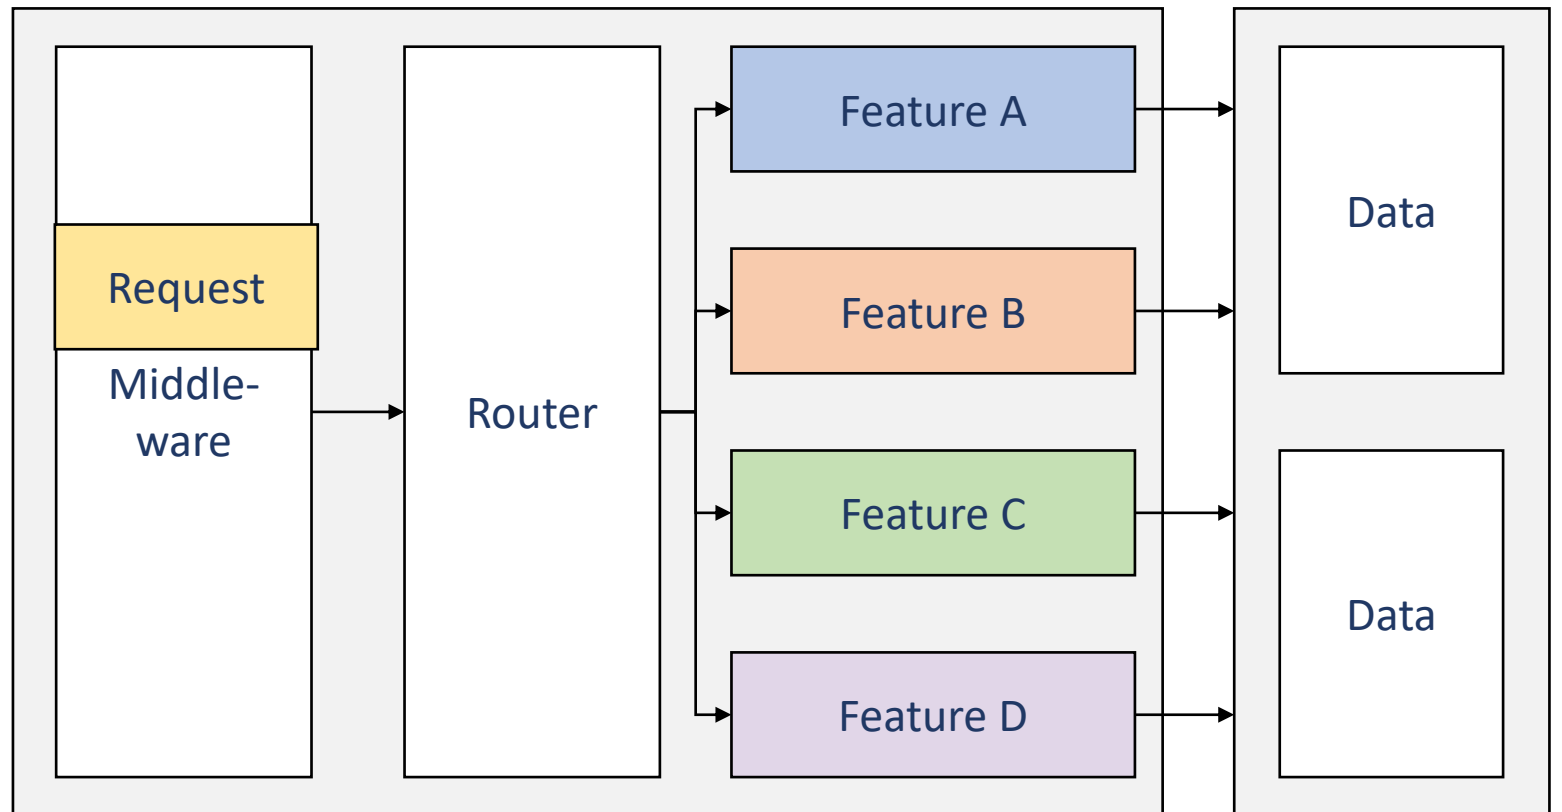 Request
Middle-
ware
Router
Feature A
Feature B
Feature C
Feature D
Data
Data